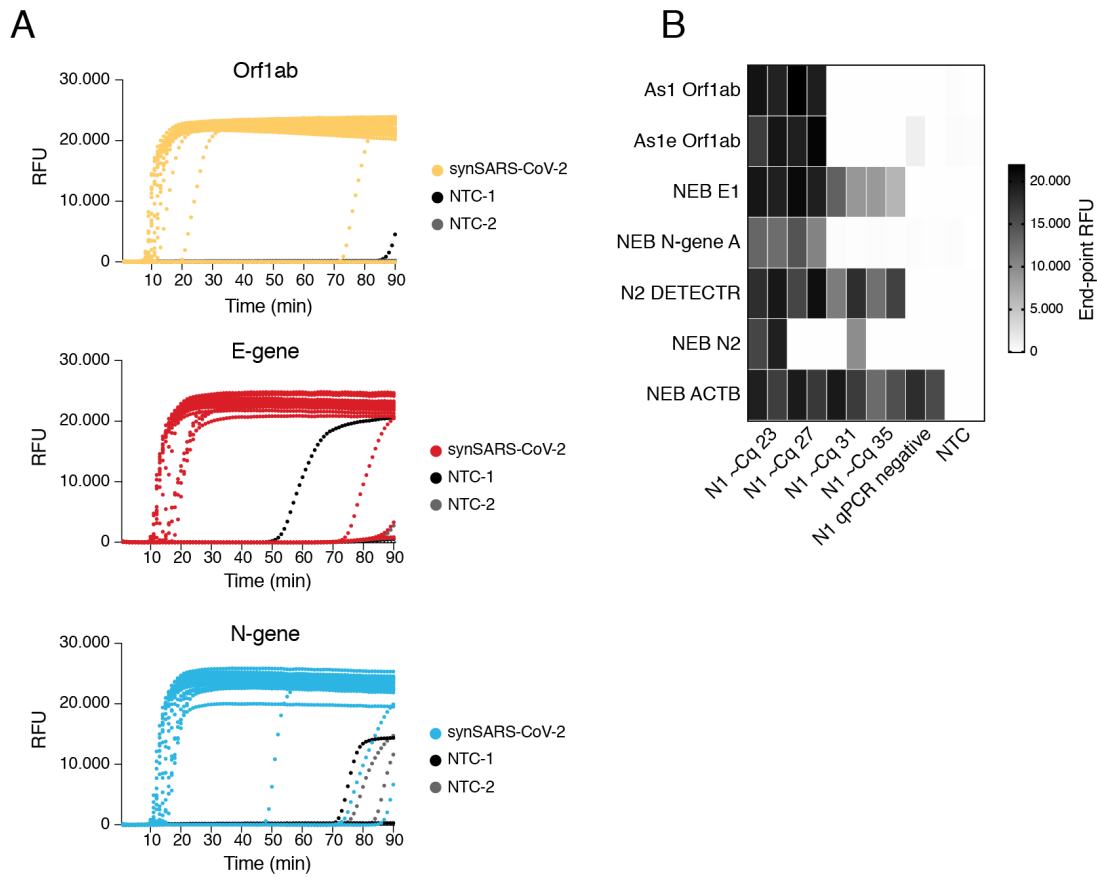 A
Orf1ab
30.000
20.000
10.000
0
RFU
10 20 30 40 50 60 70 80 90
Time (min)
synSARS-CoV-2
NTC-1
NTC-2
E-gene
30.000
20.000
10.000
0
RFU
10 20 30 40 50 60 70 80 90
Time (min)
synSARS-CoV-2
NTC-1
NTC-2
N-gene
30.000
20.000
10.000
0
RFU
10 20 30 40 50 60 70 80 90
Time (min)
synSARS-CoV-2
NTC-1
NTC-2
B
As1 Orf1ab
As1e Orf1ab
NEB E1
NEB N-gene A
N2 DETECTR
NEB N2
NEB ACTB
N1 ~Cq 23
N1 ~Cq 27
N1 ~Cq 31
N1 ~Cq 35
N1 qPCR negative
NTC
20.000
15.000
10.000
5.000
0
End-point RFU